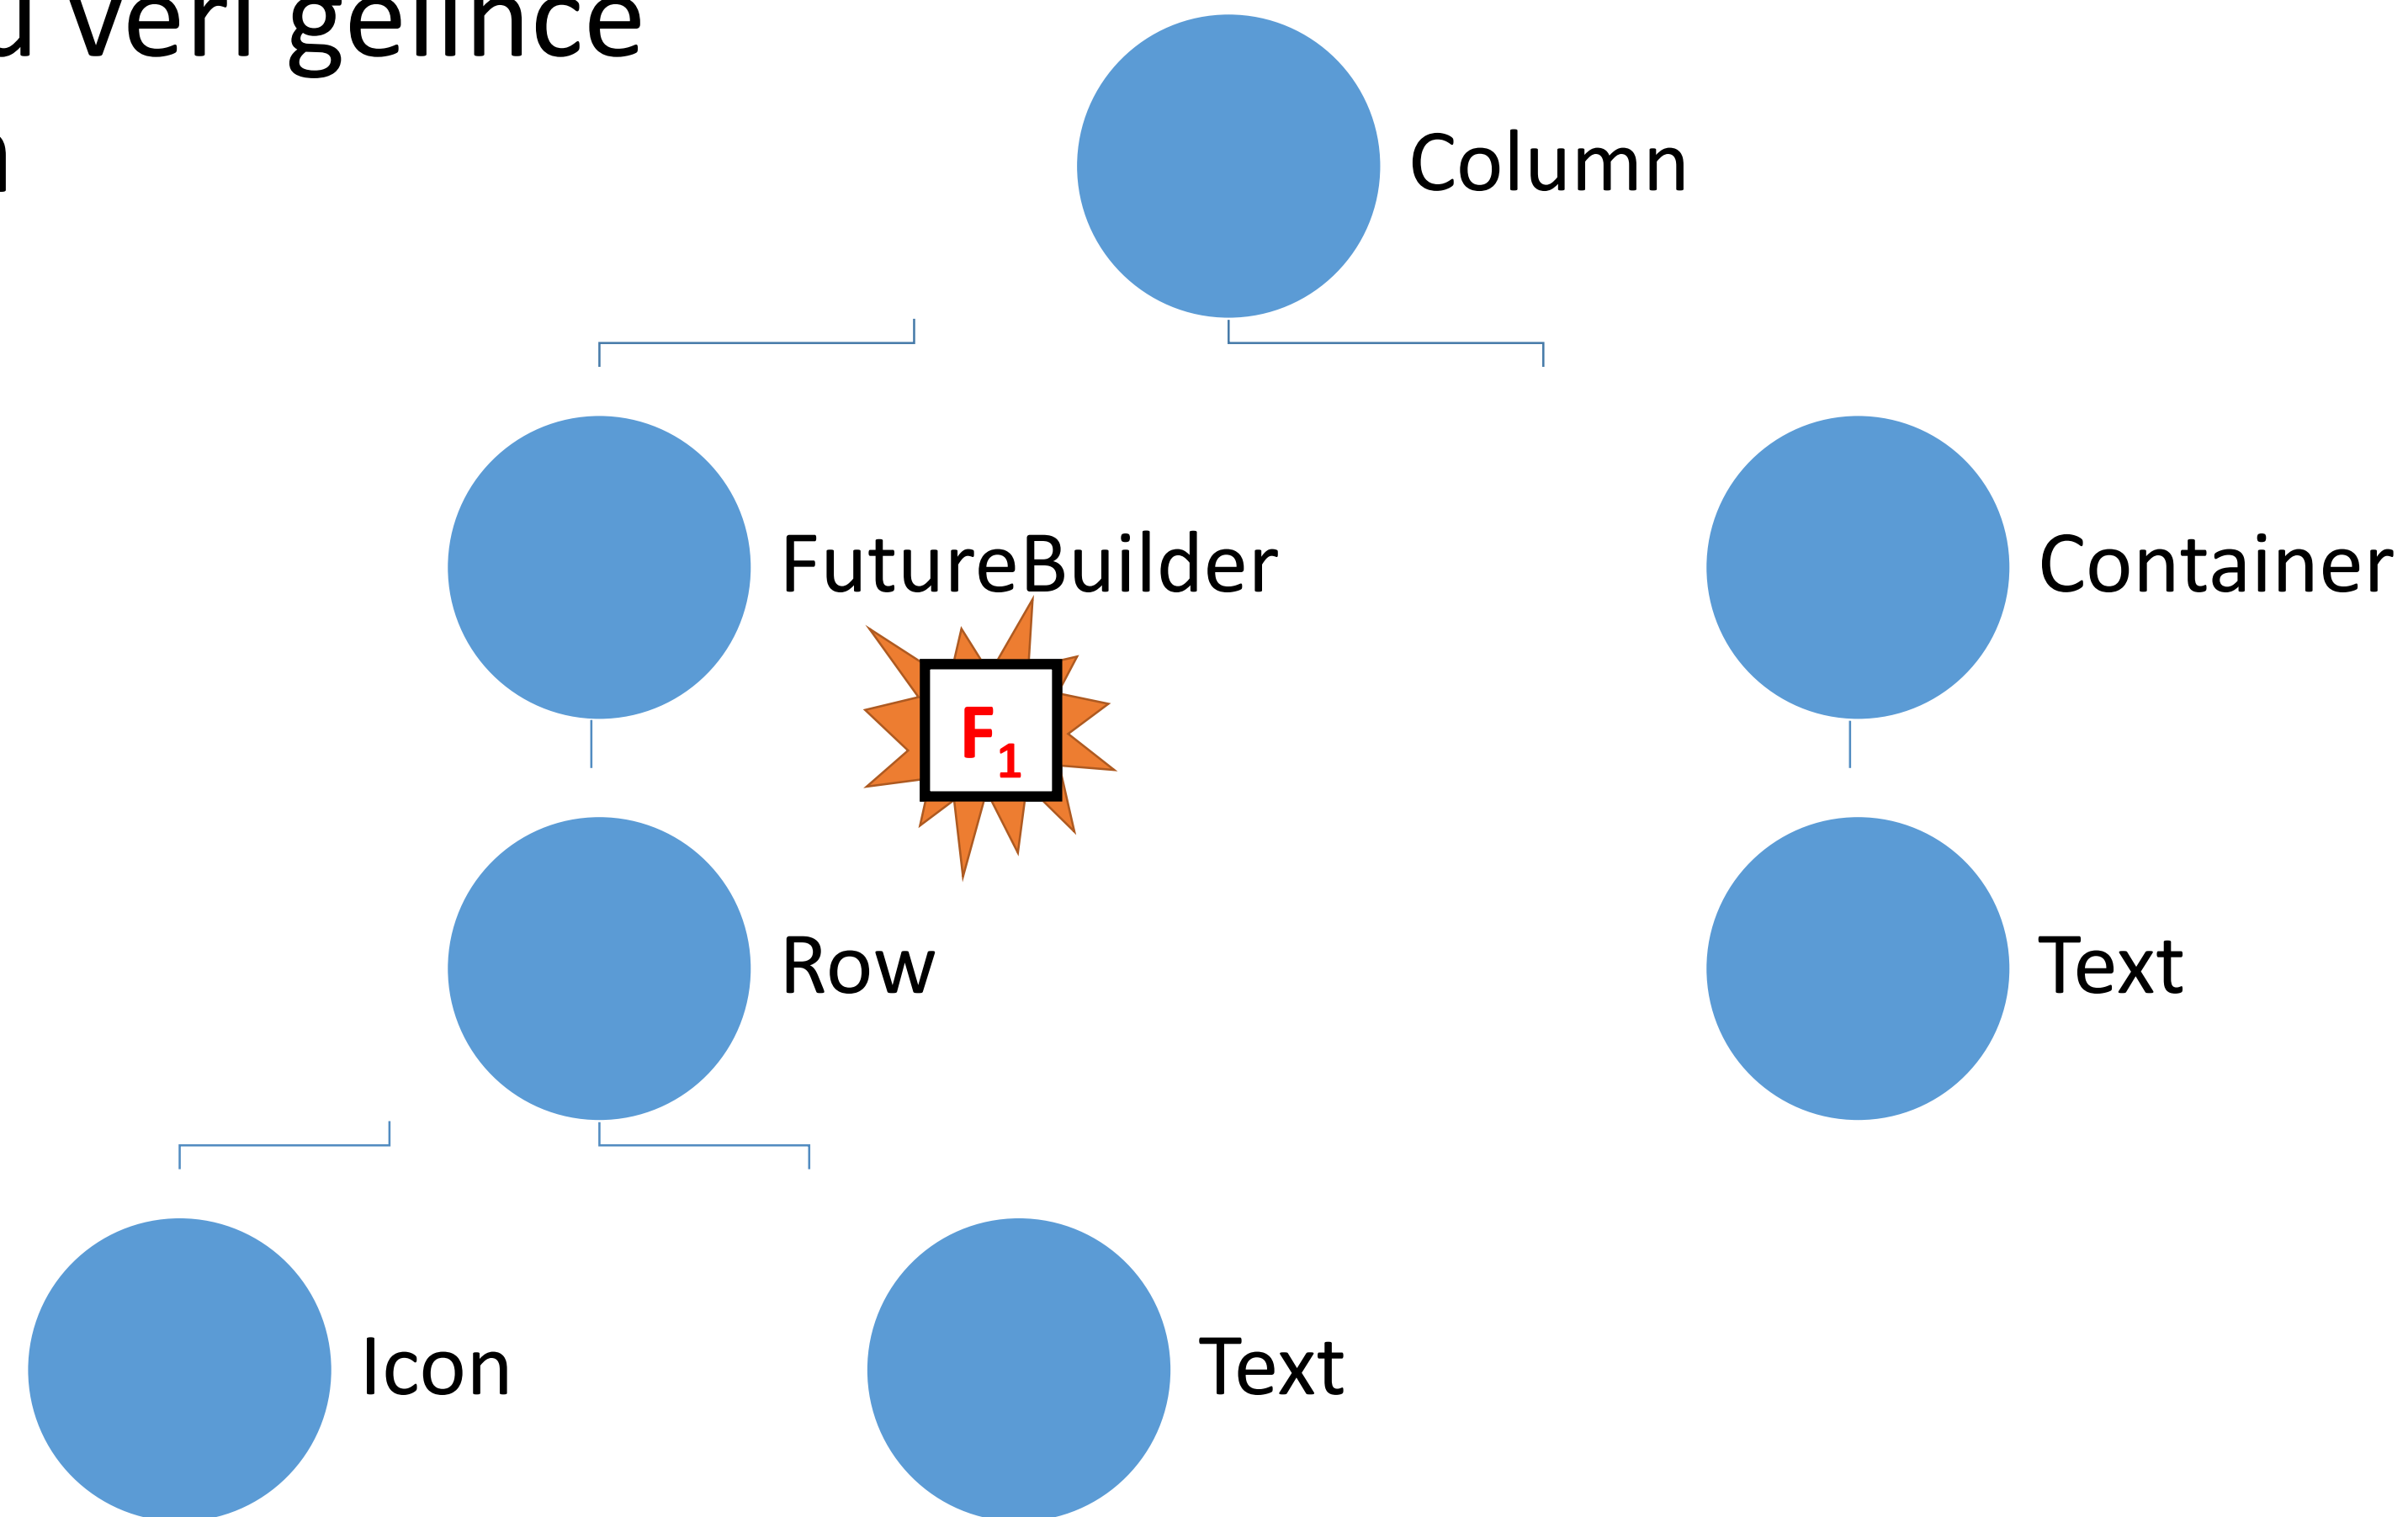 veri gelince
Column
FutureBuilder
Container
F1
Row
Text
Icon
Text